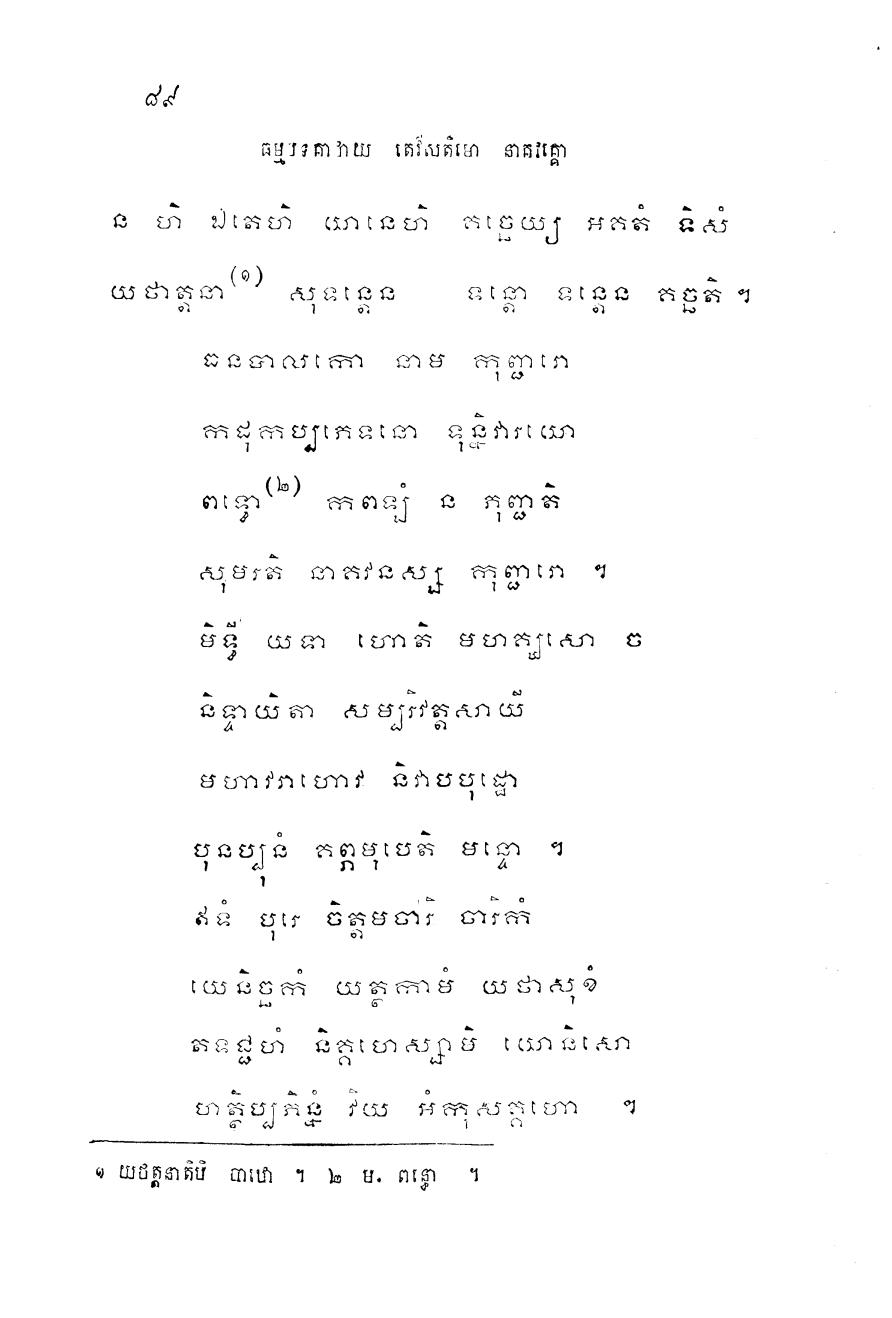 ៨៩
ធម្មបទគាថាយ តេវីសតិមោ នាគវគ្គោ
ន ហិ ឯតេហិ យានេហិ គច្ឆេយ្យ អគតំ ទិសំ
យថាត្តនា(១) សុទន្តេន ទន្តោ ទន្តេន គច្ឆតិ ។
ធនបាលកោ នាម កុញ្ជរោ
កដុកប្បភេទនោ ទុន្និវារយោ
ពទ្ធោ(២) កពឡំ ន ភុញ្ជតិ
សុមរតិ នាគវនស្ស កុញ្ជរោ ។
មិទ្ធី យទា ហោតិ មហគ្ឃសោ ច
និទ្ទាយិតា សម្បរិវត្តសាយី
មហាវរាហោវ និវាបបុដ្ឋោ
បុនប្បុនំ គព្ភមុបេតិ មន្ទោ ។
ឥទំ បុរេ ចិត្តមចារិ ចារិកំ
យេនិច្ឆកំ យត្ថកាមំ យថាសុខំ
តទជ្ជហំ និគ្គហេស្សាមិ យោនិសោ
ហត្ថិប្បភិន្នំ វិយ អំកុសគ្គហោ ។
១ យថត្តនាតិបិ បាឋោ ។ ២ ម. ពន្ធោ ។